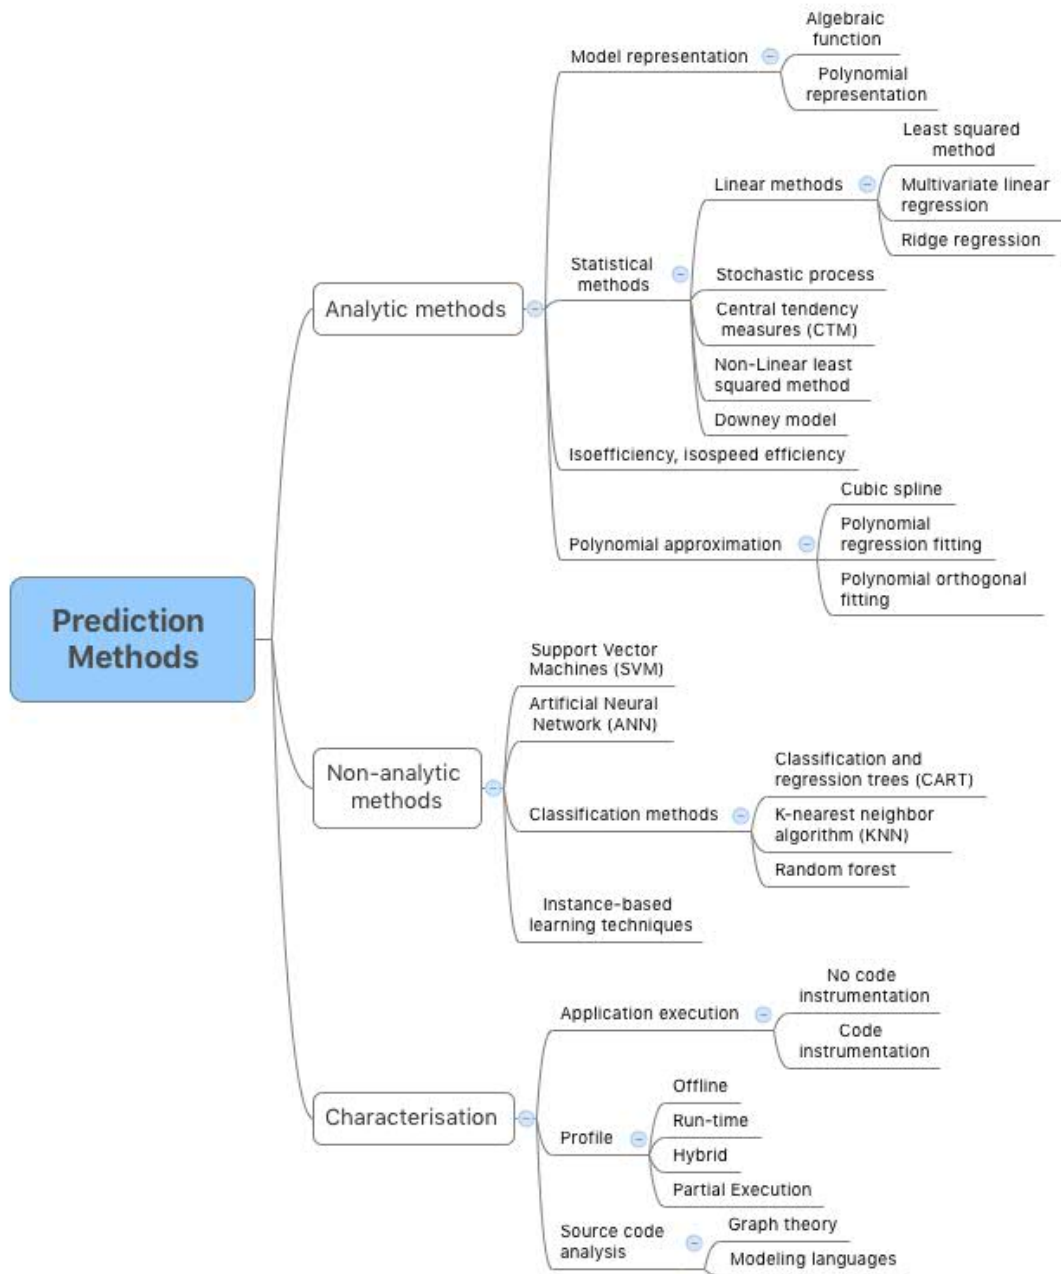 Prediction
Methods
Analytic methods
Model representation
Algebraic
function
Polynomial
representation
Statistical
methods
Linear methods
Least squared
method
Multivariate linear
regression
Ridge regression
Stochastic process
Central tendency
measures (CTM)
Non-Linear least
squared method
Downey model
Isoefficiency, isospeed efficiency
Polynomial approximation
Cubic spline
Polynomial
regression fitting
Polynomial orthogonal
fitting
Non-analytic
methods
Support Vector
Machines (SVM)
Artificial Neural
Network (ANN)
Classification methods
Classification and
regression trees (CART)
K-nearest neighbor
algorithm (KNN)
Random forest
Instance-based
learning techniques
Characterisation
Application execution
No code
instrumentation
Code
instrumentation
Profile
Offline
Run-time
Hybrid
Partial Execution
Source code
analysis
Graph theory
Modeling languages